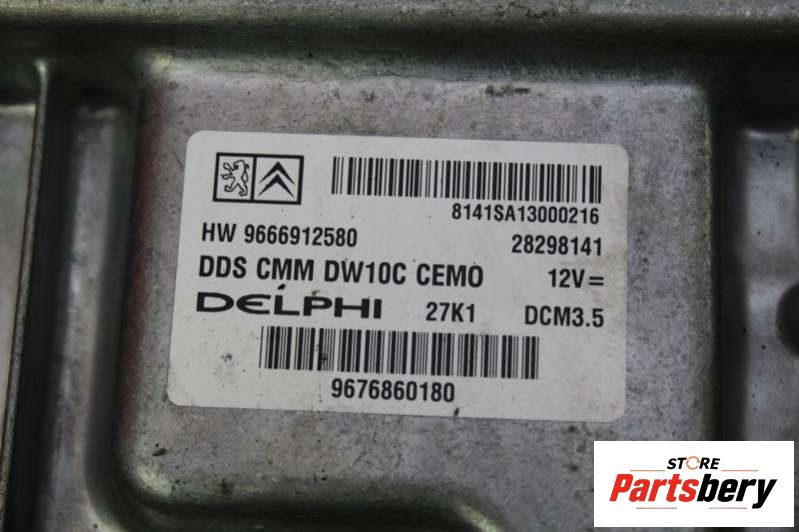 8141SA13000216
HW 9666912580 28298141
DDS CMM DW10C CEMO 12V=
DELPHI 27K1 DCM3.5
9676860180
STORE
Partsbery